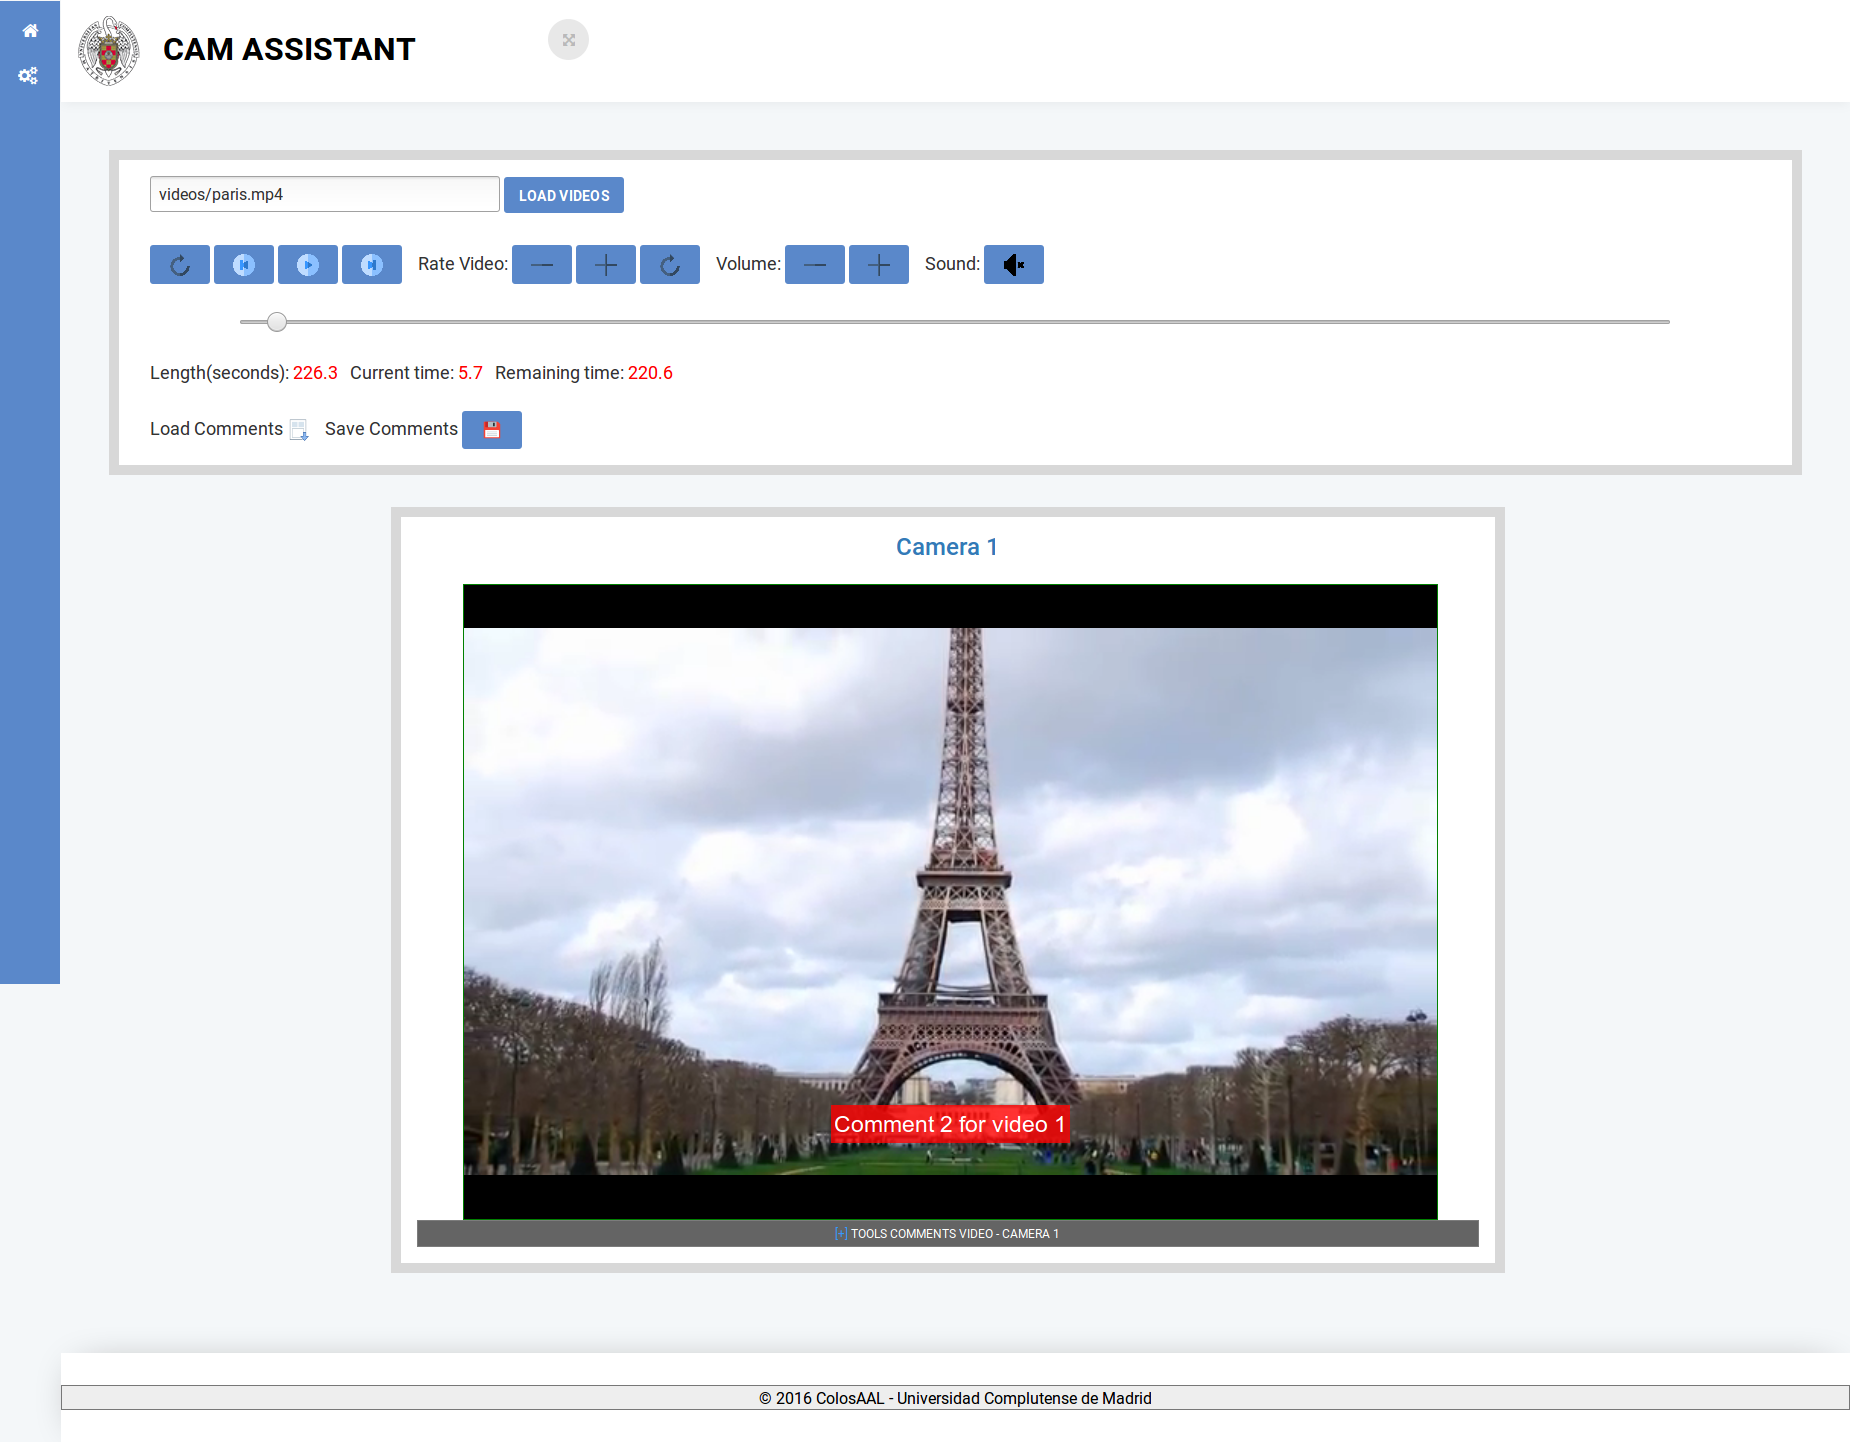 CAM ASSISTANT
videos/paris.mp4 LOAD VIDEOS
Rate Video: Volume: Sound:
Length(seconds): 226.3 Current time: 5.7 Remaining time: 220.6
Load Comments Save Comments
Camera 1
Comment 2 for video 1
[+] TOOLS COMMENTS VIDEO - CAMERA 1
© 2016 ColosAAL - Universidad Complutense de Madrid